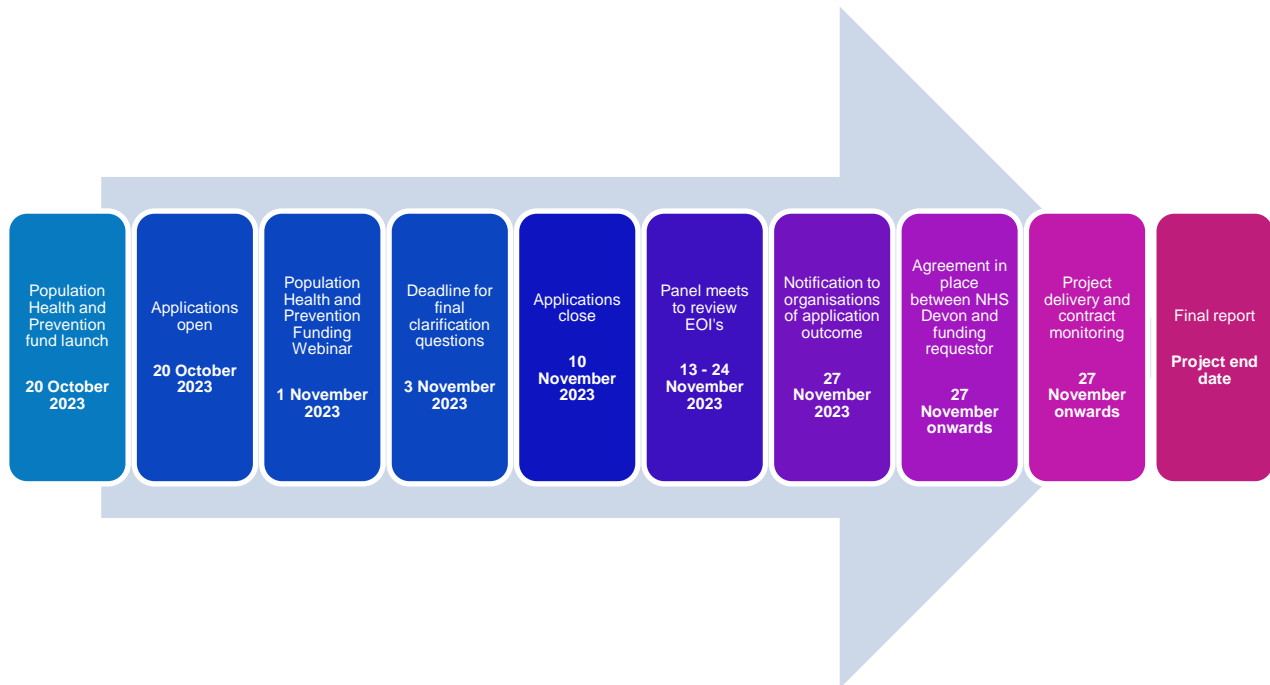 Population
Health and
Prevention
fund launch
20 October
2023
Applications
open
20 October
2023
Population
Health and
Prevention
Funding
Webinar
1 November
2023
Deadline for
final
clarification
questions
3 November
2023
Applications
close
10
November
2023
Panel meets
to review
EOI's
13 - 24
November
2023
Notification to
organisations
of application
outcome
27
November
2023
Agreement in
place
between NHS
Devon and
funding
requestor
27
November
onwards
Project
delivery and
contract
monitoring
27
November
onwards
Final report
Project end
date